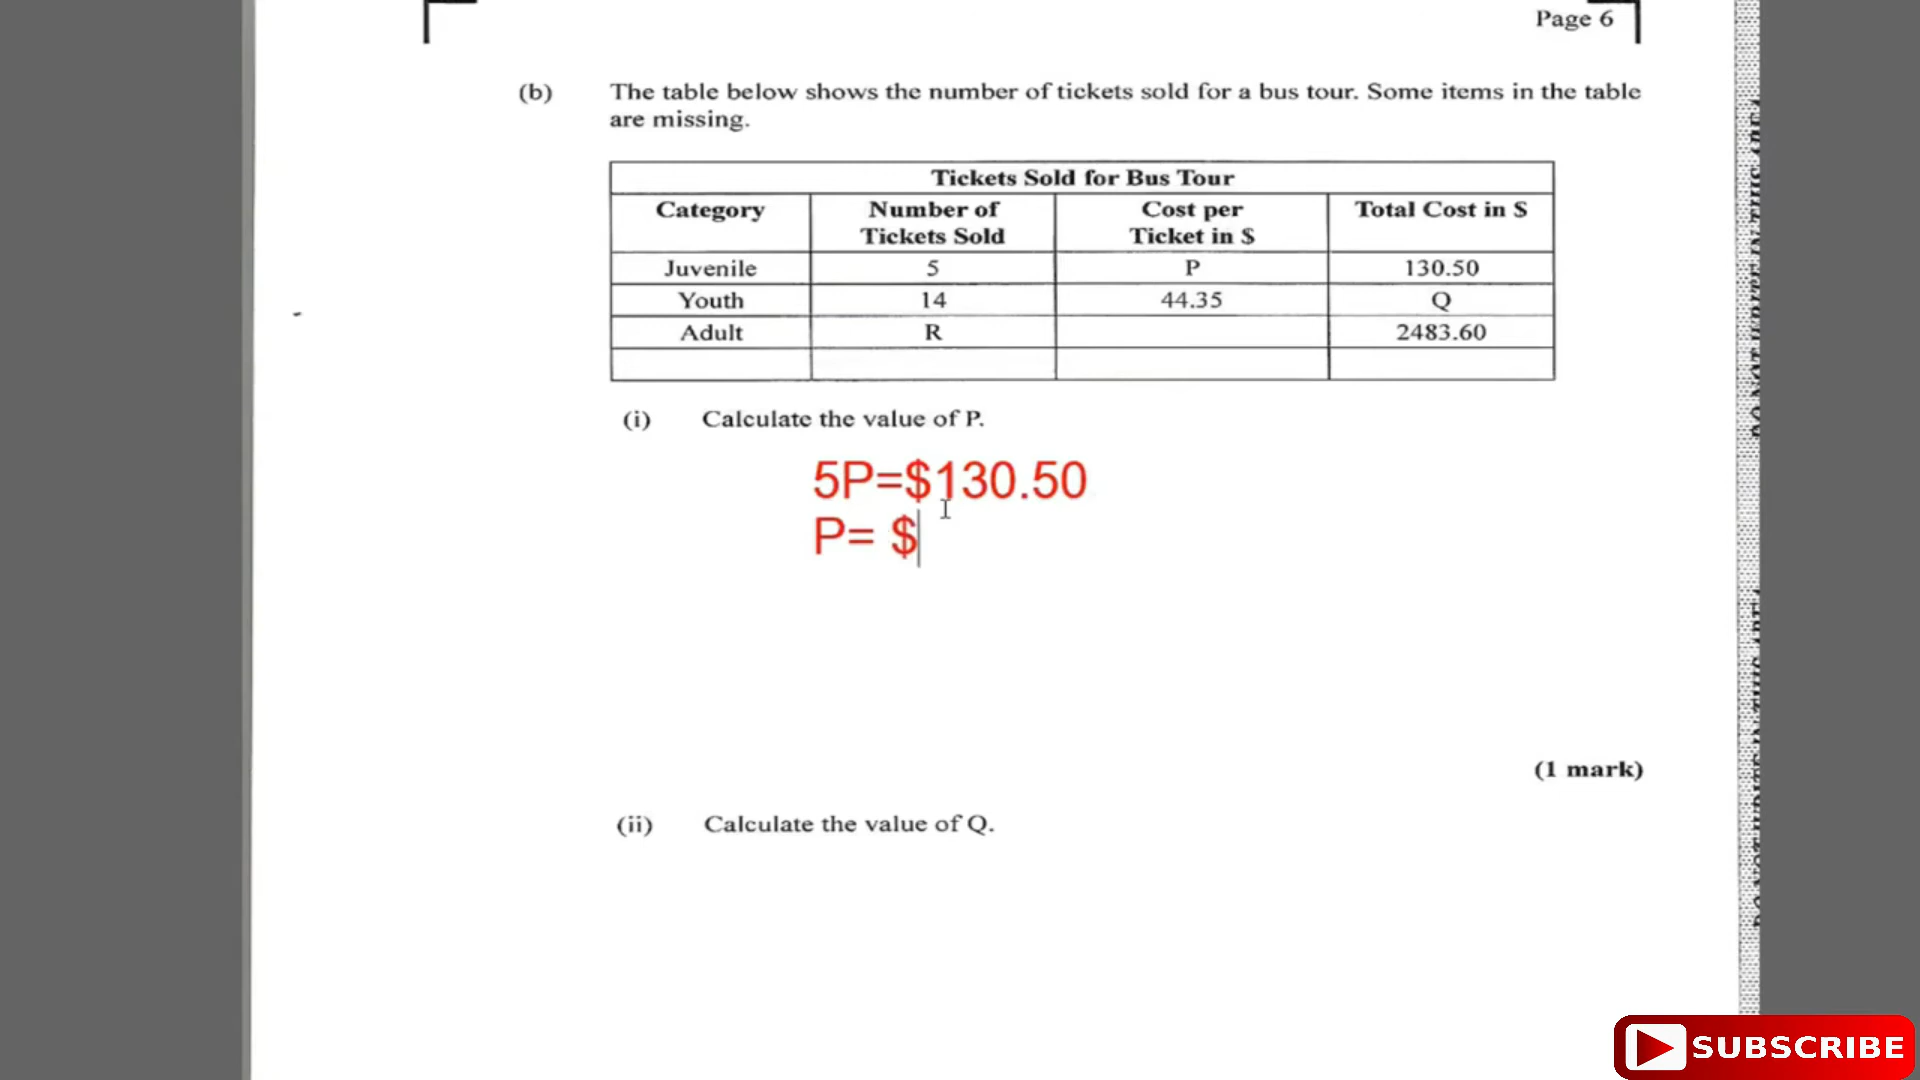 Page 6
(b) The table below shows the number of tickets sold for a bus tour. Some items in the table
are missing.
Tickets Sold for Bus Tour
Category Number of Tickets Sold Cost per Ticket in $ Total Cost in $
Juvenile 5 P 130.50
Youth 14 44.35 Q
Adult R 2483.60
(i) Calculate the value of P.
5P=$130.50
P= $
(1 mark)
(ii) Calculate the value of Q.
SUBSCRIBE